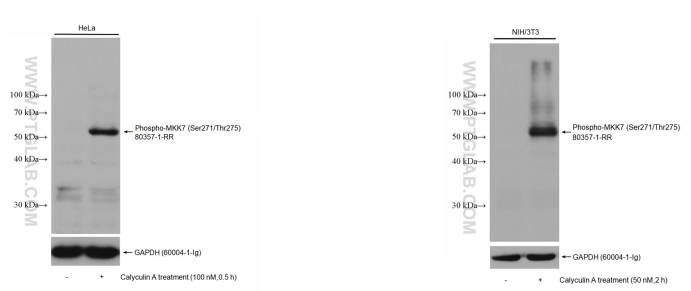 HeLa
100 kDa→
70 kDa→
50 kDa→
40 kDa→
30 kDa→
← Phospho-MKK7 (Ser271/Thr275)
80357-1-RR
← GAPDH (60004-1-Ig)
- + Calyculin A treatment (100 nM,0.5 h)
WWW.PTGLAB.COM
NIH/3T3
100 kDa→
70 kDa→
50 kDa→
40 kDa→
30 kDa→
← Phospho-MKK7 (Ser271/Thr275)
80357-1-RR
← GAPDH (60004-1-Ig)
- + Calyculin A treatment (50 nM,2 h)
WWW.PTGLAB.COM